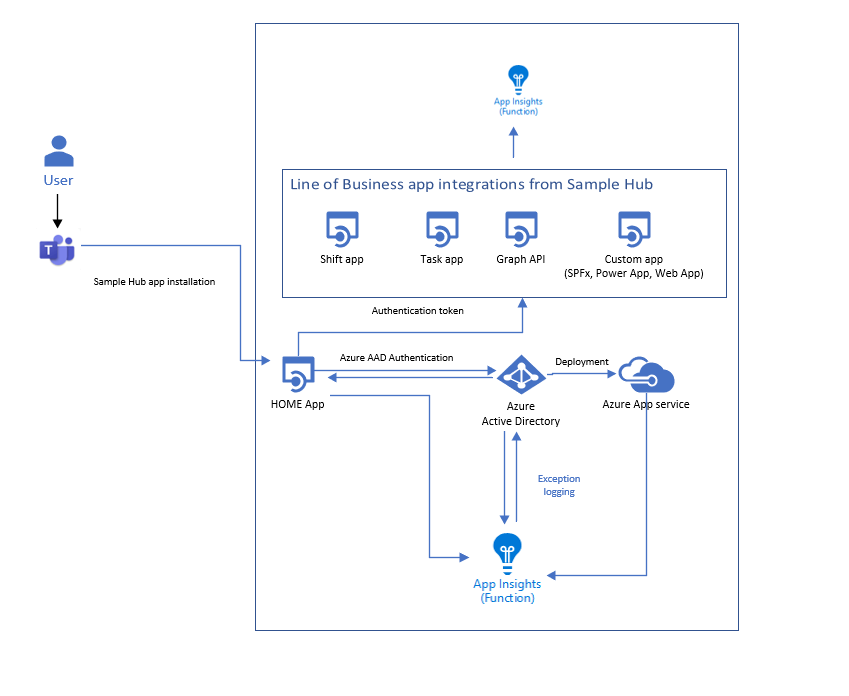 App Insights
(Function)
User
Line of Business app integrations from Sample Hub
Shift app
Task app
Graph API
Custom app
(SPFx, Power App, Web App)
T
Sample Hub app installation
Authentication token
Azure AAD Authentication
Deployment
HOME App
Azure
Active Directory
Azure App service
Exception
logging
App Insights
(Function)